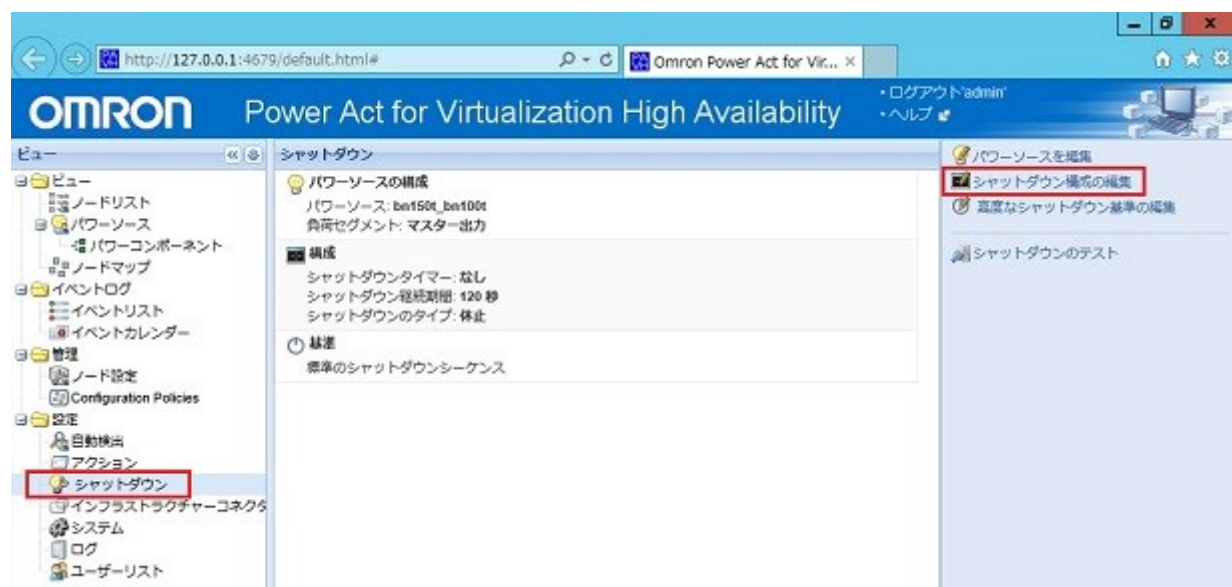 http://127.0.0.1:4679/default.html#
Omron Power Act for Vir...
OMRON
Power Act for Virtualization High Availability
・ログアウト'admin'
・ヘルプ
ビュー
ビュー
ノードリスト
パワーソース
パワーコンポーネント
ノードマップ
イベントログ
イベントリスト
イベントカレンダー
管理
ノード設定
Configuration Policies
設定
自動検出
アクション
シャットダウン
インフラストラクチャーコネクタ
システム
ログ
ユーザーリスト
シャットダウン
パワーソースの構成
パワーソース: bn150t_bn100t
負荷セグメント: マスター出力
構成
シャットダウンタイマー: なし
シャットダウン継続期間: 120 秒
シャットダウンのタイプ: 休止
基準
標準のシャットダウンシーケンス
パワーソースを編集
シャットダウン構成の編集
高度なシャットダウン基準の編集
シャットダウンのテスト